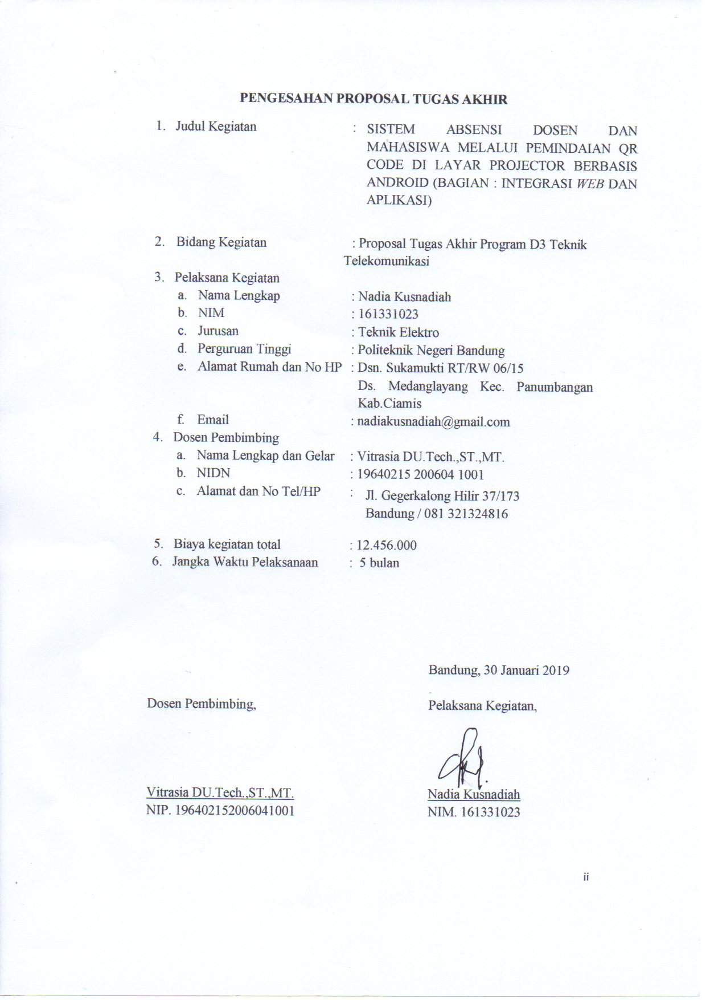 PENGESAHAN PROPOSAL TUGAS AKHIR
1. Judul Kegiatan : SISTEM ABSENSI DOSEN DAN
MAHASISWA MELALUI PEMINDAIAN QR
CODE DI LAYAR PROJECTOR BERBASIS
ANDROID (BAGIAN : INTEGRASI WEB DAN
APLIKASI)
2. Bidang Kegiatan : Proposal Tugas Akhir Program D3 Teknik
Telekomunikasi
3. Pelaksana Kegiatan
a. Nama Lengkap : Nadia Kusnadiah
b. NIM : 161331023
c. Jurusan : Teknik Elektro
d. Perguruan Tinggi : Politeknik Negeri Bandung
e. Alamat Rumah dan No HP : Dsn. Sukamukti RT/RW 06/15
Ds. Medanglayang Kec. Panumbangan
Kab.Ciamis
f. Email : nadiakusnadiah@gmail.com
4. Dosen Pembimbing
a. Nama Lengkap dan Gelar : Vitrasia DU.Tech.,ST.,MT.
b. NIDN : 19640215 200604 1001
c. Alamat dan No Tel/HP : Jl. Gegerkalong Hilir 37/173
Bandung / 081 321324816
5. Biaya kegiatan total : 12.456.000
6. Jangka Waktu Pelaksanaan : 5 bulan
Bandung, 30 Januari 2019
Dosen Pembimbing, Pelaksana Kegiatan,
Vitrasia DU.Tech.,ST.,MT. Nadia Kusnadiah
NIP. 196402152006041001 NIM. 161331023
ii